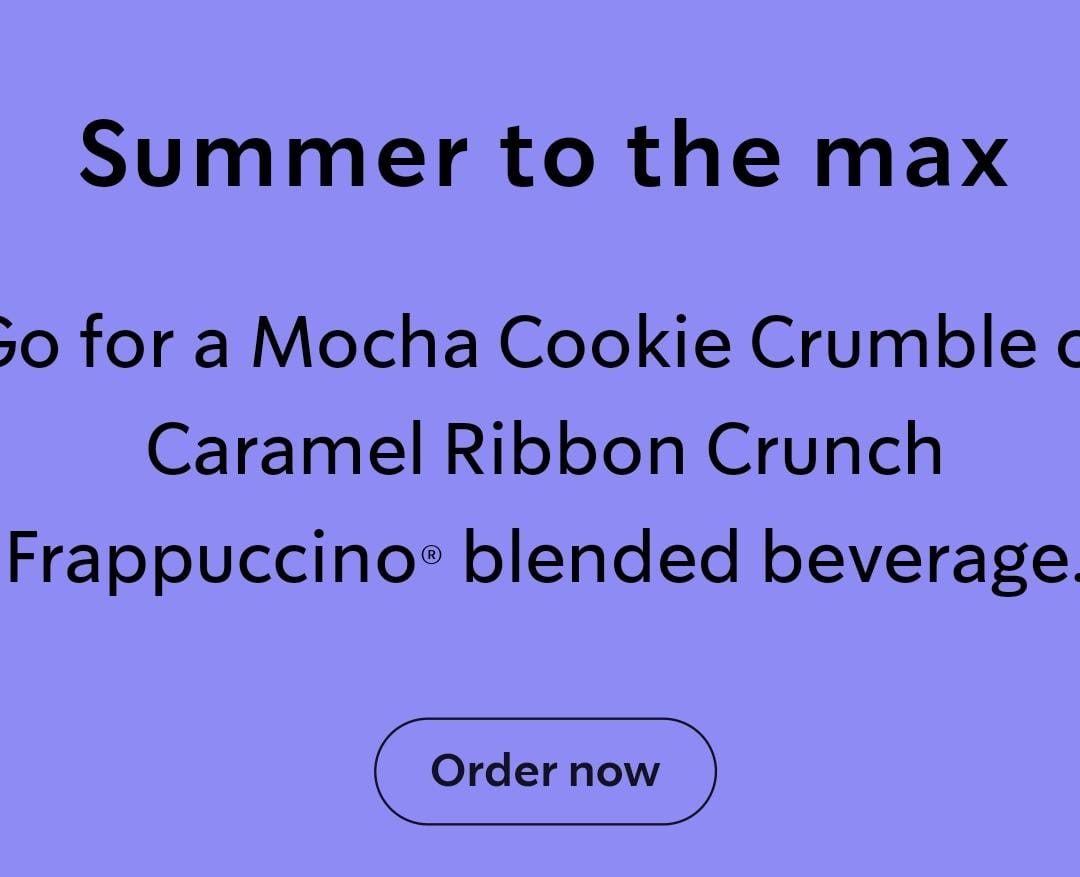 Summer to the max
Go for a Mocha Cookie Crumble
Caramel Ribbon Crunch
Frappuccino® blended beverage.
Order now